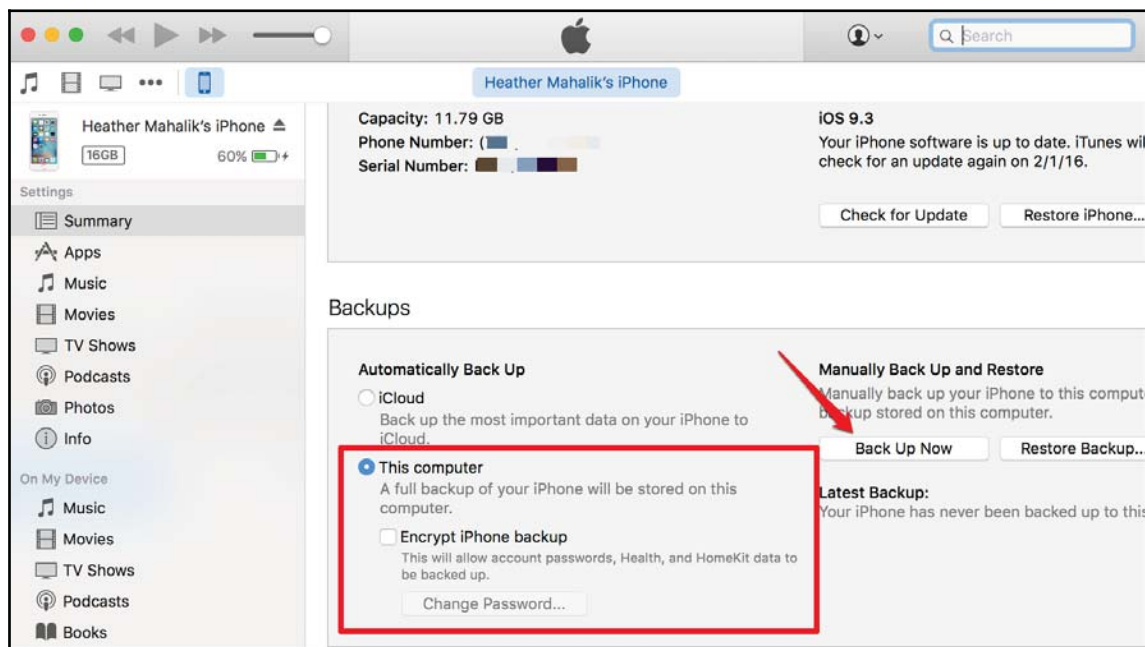 Search
Heather Mahalik's iPhone
Heather Mahalik's iPhone
16GB
60%
Settings
Summary
Apps
Music
Movies
TV Shows
Podcasts
Photos
Info
On My Device
Music
Movies
TV Shows
Podcasts
Books
Capacity: 11.79 GB
Phone Number: (
Serial Number:
iOS 9.3
Your iPhone software is up to date. iTunes wil
check for an update again on 2/1/16.
Check for Update
Restore iPhone...
Backups
Automatically Back Up
iCloud
Back up the most important data on your iPhone to
iCloud.
This computer
A full backup of your iPhone will be stored on this
computer.
Encrypt iPhone backup
This will allow account passwords, Health, and HomeKit data to
be backed up.
Change Password...
Manually Back Up and Restore
Manually back up your iPhone to this compute
backup stored on this computer.
Back Up Now
Restore Backup...
Latest Backup:
Your iPhone has never been backed up to this